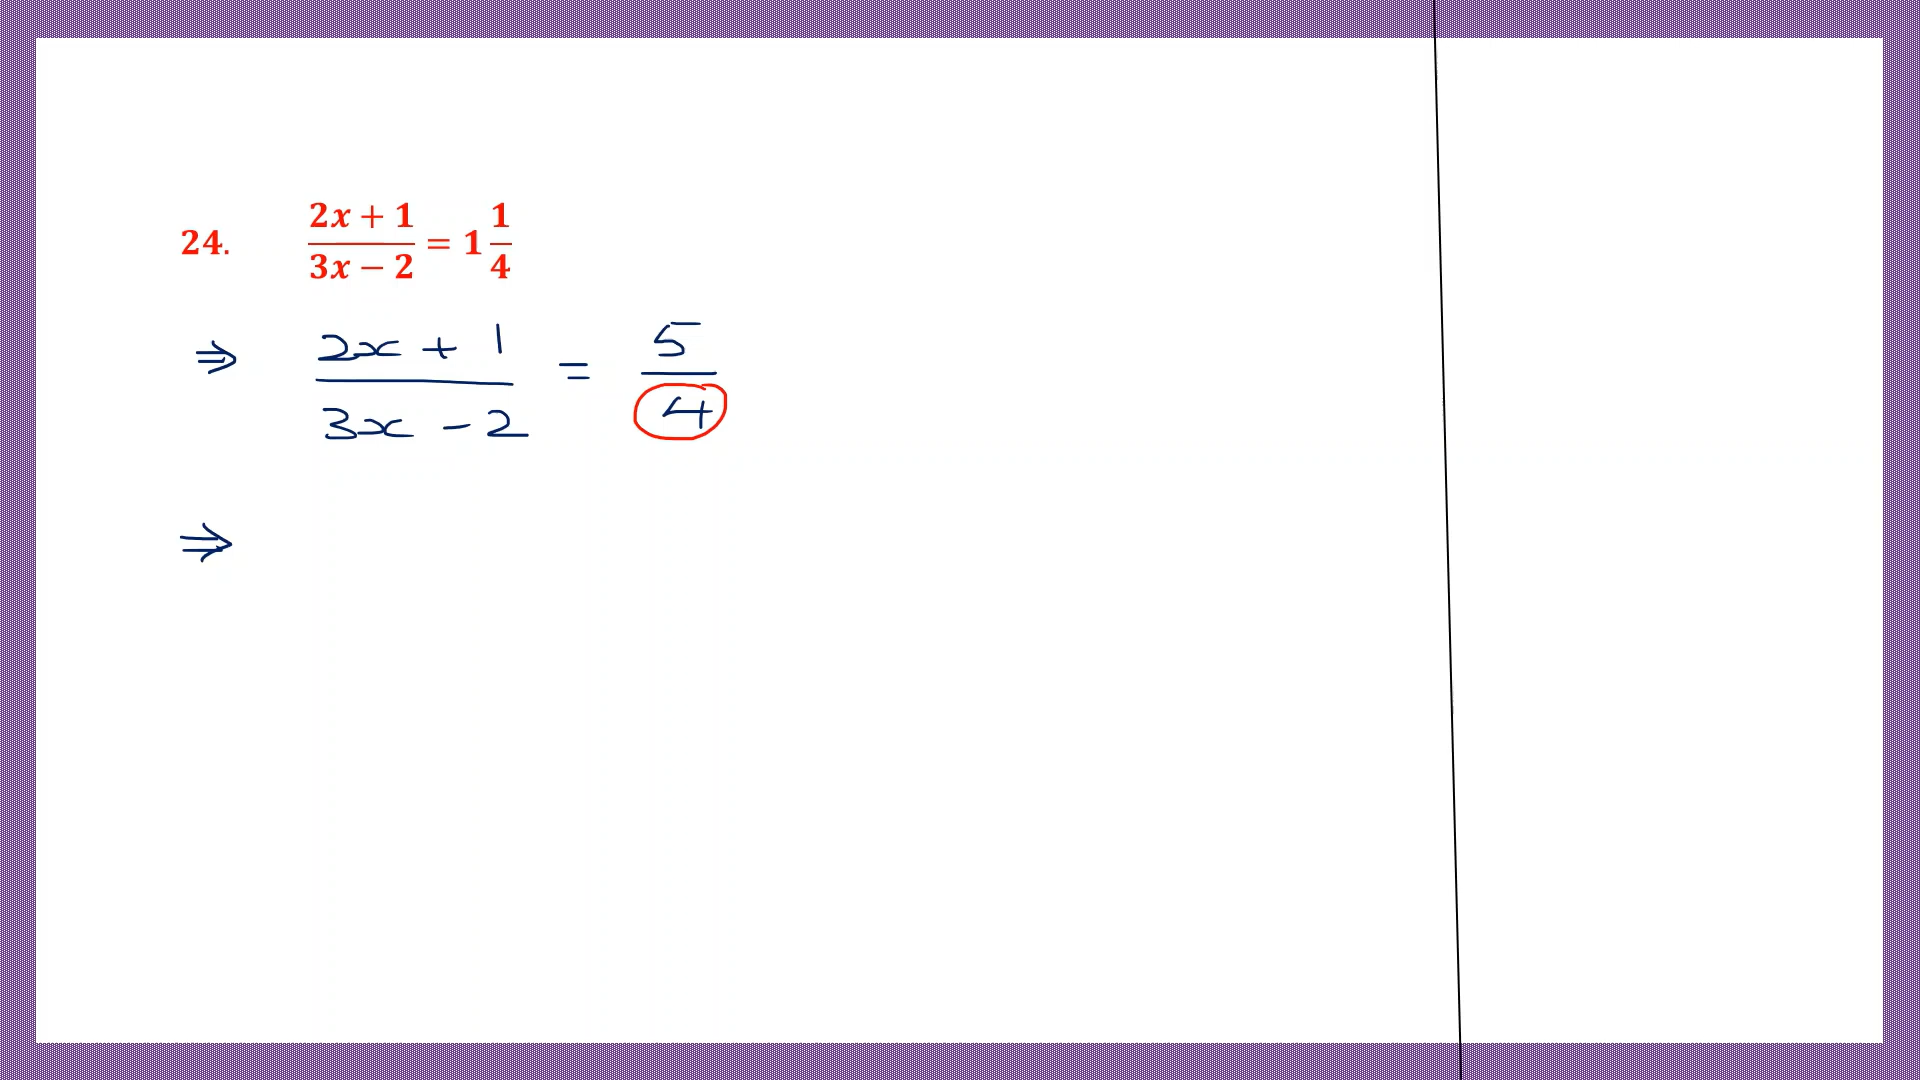 24. (2x + 1)/(3x − 2) = 1 1/4
⇒ (2x + 1)/(3x − 2) = 5/4
⇒